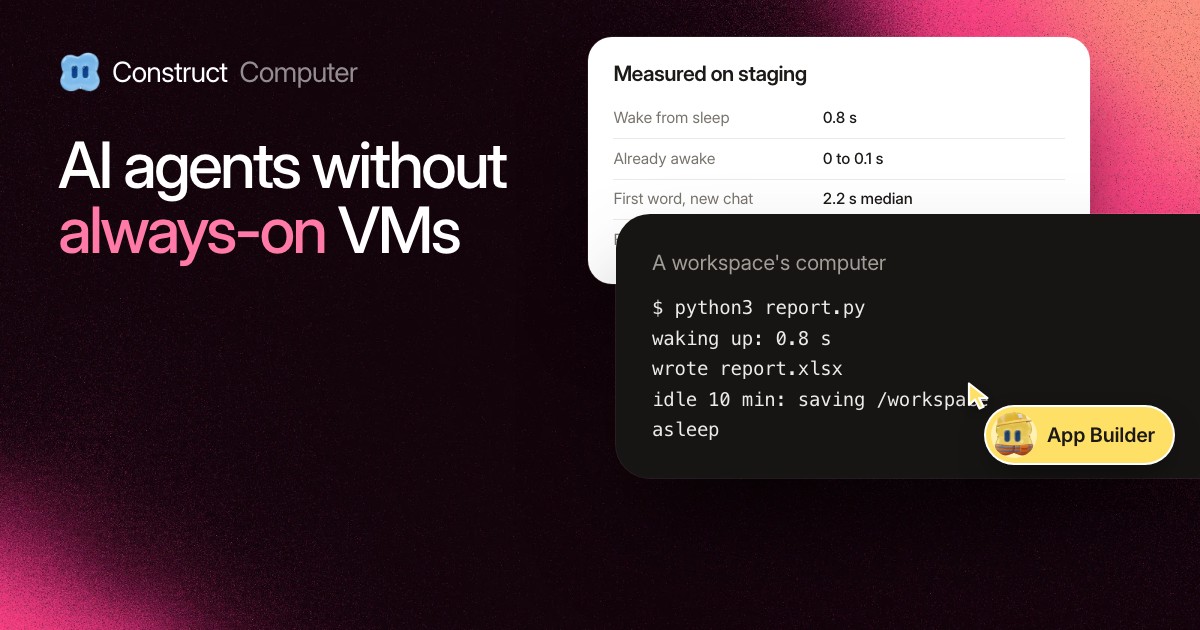 Construct Computer
AI agents without
always-on VMs
Measured on staging
Wake from sleep 0.8 s
Already awake 0 to 0.1 s
First word, new chat 2.2 s median
A workspace's computer
$ python3 report.py
waking up: 0.8 s
wrote report.xlsx
idle 10 min: saving /workspace
asleep
App Builder